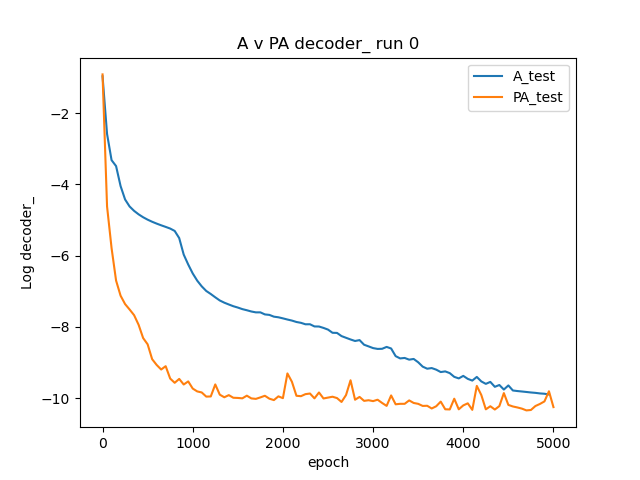 A v PA decoder_ run 0
A_test
PA_test
Log decoder_
−2
−4
−6
−8
−10
0
1000
2000
3000
4000
5000
epoch